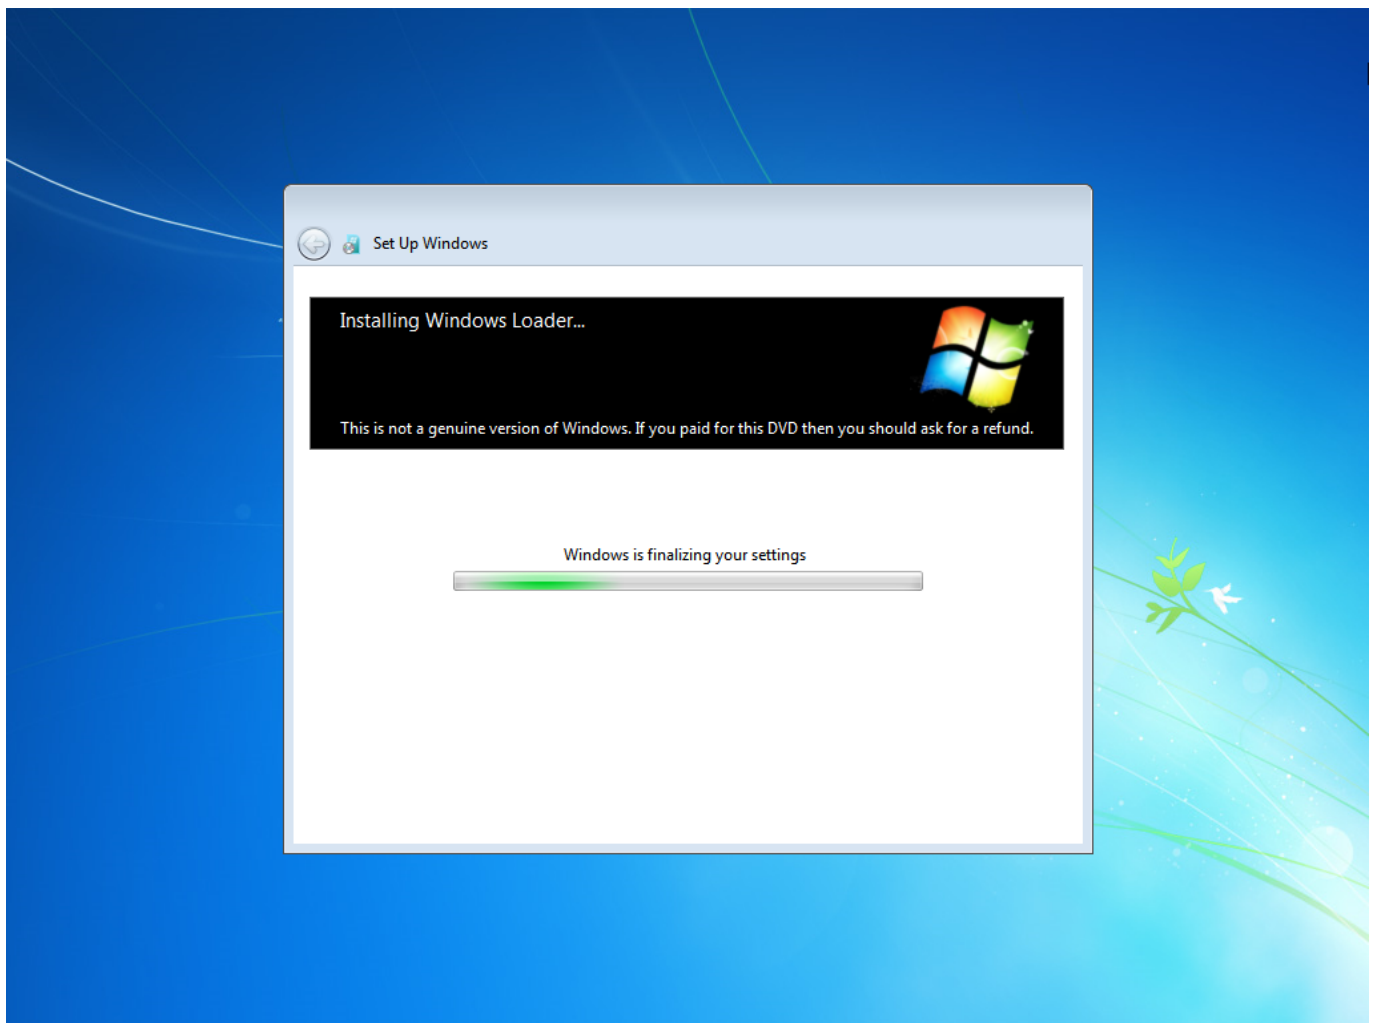 Set Up Windows
Installing Windows Loader...
This is not a genuine version of Windows. If you paid for this DVD then you should ask for a refund.
Windows is finalizing your settings